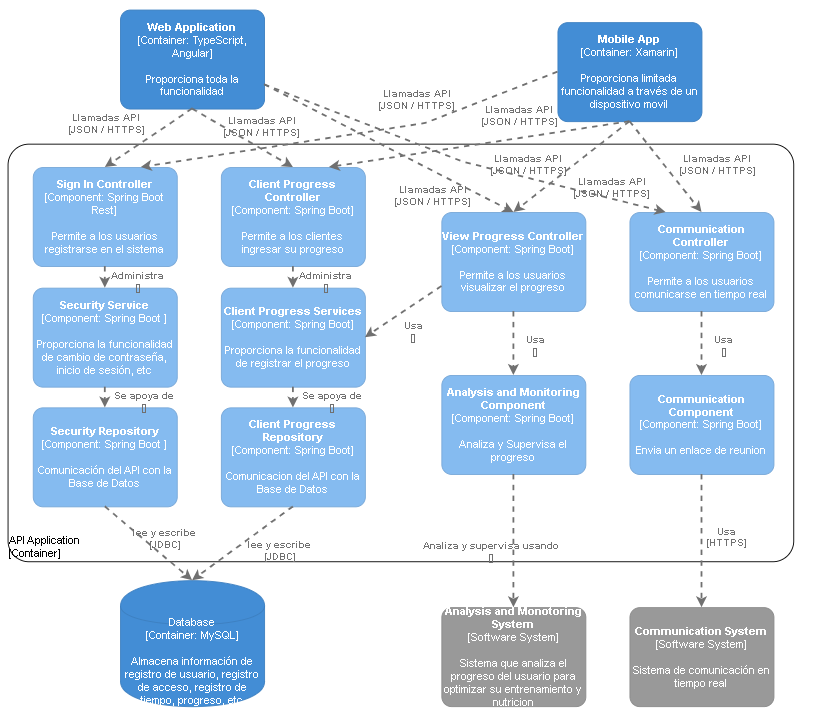 Web Application
[Container: TypeScript,
Angular]
Proporciona toda la
funcionalidad
Mobile App
[Container: Xamarin]
Proporciona limitada
funcionalidad a través de un
dispositivo movil
Llamadas API
[JSON / HTTPS]
Llamadas API
[JSON / HTTPS]
Llamadas API
[JSON / HTTPS]
Llamadas API
[JSON / HTTPS]
Llamadas API
[JSON / HTTPS]
Llamadas API
[JSON / HTTPS]
Llamadas API
[JSON / HTTPS]
Llamadas API
[JSON / HTTPS]
Sign In Controller
[Component: Spring Boot
Rest]
Permite a los usuarios
registrarse en el sistema
Client Progress
Controller
[Component: Spring Boot]
Permite a los clientes
ingresar su progreso
View Progress Controller
[Component: Spring Boot]
Permite a los usuarios
visualizar el progreso
Communication
Controller
[Component: Spring Boot]
Permite a los usuarios
comunicarse en tiempo real
Administra
Administra
Usa
Usa
Usa
Security Service
[Component: Spring Boot ]
Proporciona la funcionalidad
de cambio de contraseña,
inicio de sesión, etc
Client Progress Services
[Component: Spring Boot]
Proporciona la funcionalidad
de registrar el progreso
Analysis and Monitoring
Component
[Component: Spring Boot]
Analiza y Supervisa el
progreso
Communication
Component
[Component: Spring Boot]
Envia un enlace de reunion
Se apoya de
Se apoya de
Security Repository
[Component: Spring Boot ]
Comunicación del API con la
Base de Datos
Client Progress
Repository
[Component: Spring Boot]
Comunicacion del API con la
Base de Datos
API Application
[Container]
lee y escribe
[JDBC]
lee y escribe
[JDBC]
Analiza y supervisa usando
Usa
[HTTPS]
Database
[Container: MySQL]
Almacena información de
registro de usuario, registro
de acceso, registro de
tiempo, progreso, etc
Analysis and Monotoring
System
[Software System]
Sistema que analiza el
progreso del usuario para
optimizar su entrenamiento y
nutricion
Communication System
[Software System]
Sistema de comunicación en
tiempo real